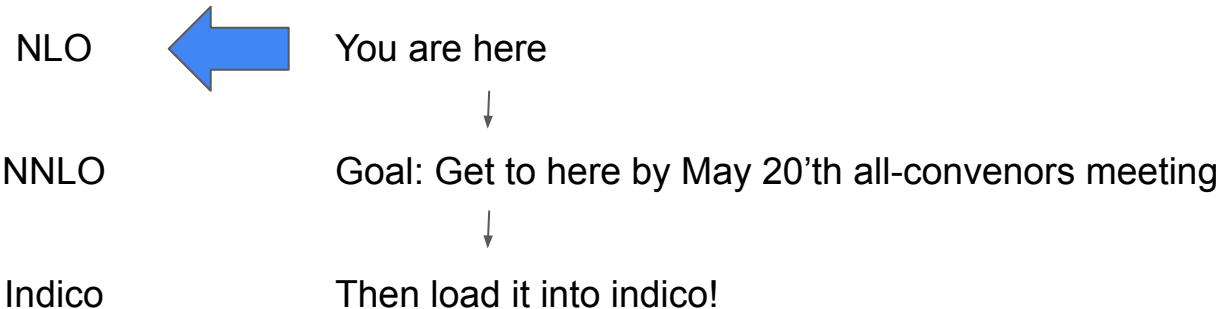 NLO You are here
NNLO Goal: Get to here by May 20’th all-convenors meeting
Indico Then load it into indico!